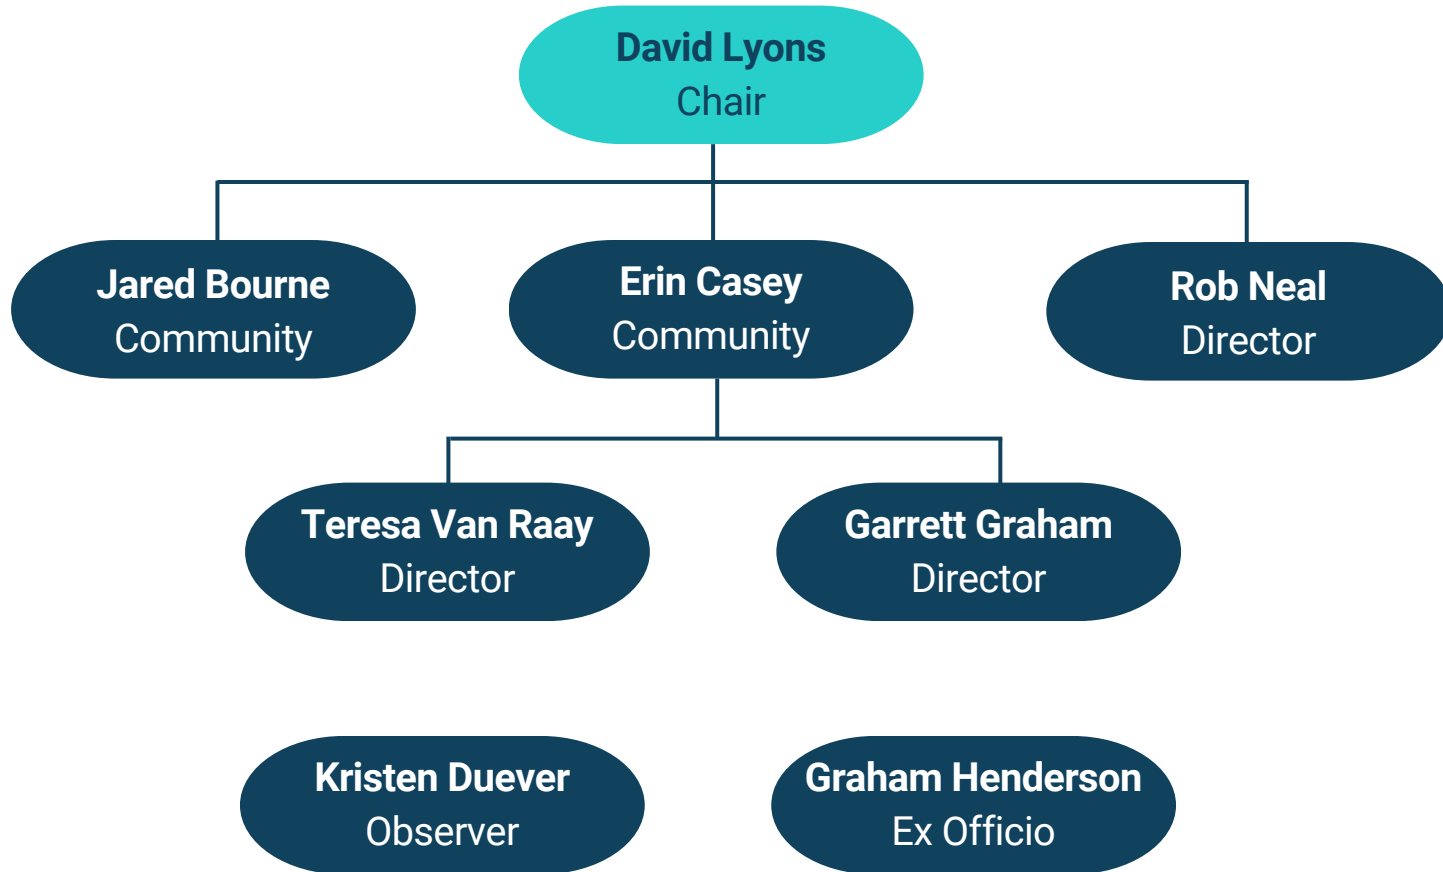 David Lyons
Chair
Jared Bourne
Community
Erin Casey
Community
Rob Neal
Director
Teresa Van Raay
Director
Garrett Graham
Director
Kristen Duever
Observer
Graham Henderson
Ex Officio